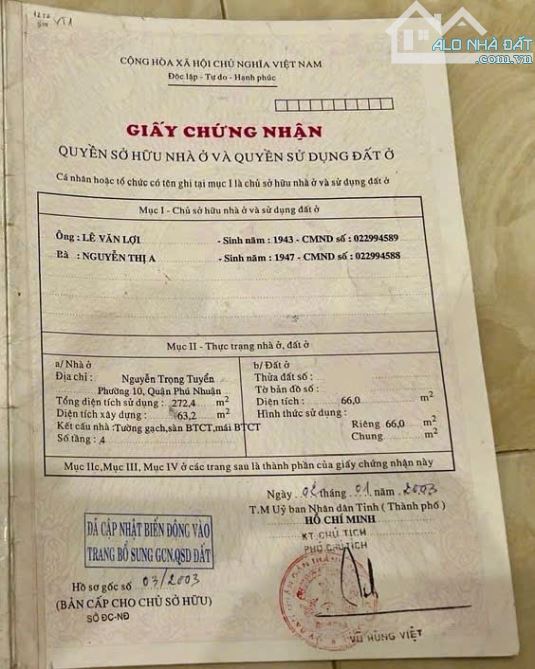 VT1
ALO NHÀ ĐẤT
.com.vn
CỘNG HÒA XÃ HỘI CHỦ NGHĨA VIỆT NAM
Độc lập - Tự do - Hạnh phúc
GIẤY CHỨNG NHẬN
QUYỀN SỞ HỮU NHÀ Ở VÀ QUYỀN SỬ DỤNG ĐẤT Ở
Cá nhân hoặc tổ chức có tên ghi tại mục I là chủ sở hữu nhà ở và sử dụng đất ở
Mục I - Chủ sở hữu nhà ở và sử dụng đất ở
Ông : LÊ VĂN LỢI - Sinh năm : 1943 - CMND số : 022994589
Bà : NGUYỄN THỊ A - Sinh năm : 1947 - CMND số : 022994588
Mục II - Thực trạng nhà ở, đất ở
a/ Nhà ở
Địa chỉ : Nguyễn Trọng Tuyển
Phường 10, Quận Phú Nhuận
Tổng diện tích sử dụng : 272,4 m2
Diện tích xây dựng : 63,2 m2
Kết cấu nhà : Tường gạch, sàn BTCT, mái BTCT
Số tầng : 4
b/ Đất ở
Thửa đất số :
Tờ bản đồ số :
Diện tích : 66,0 m2
Hình thức sử dụng :
Riêng 66,0 m2
Chung m2
Mục IIc, Mục III, Mục IV ở các trang sau là thành phần của giấy chứng nhận này
Ngày 02 tháng 01 năm 2003
T.M Uỷ ban Nhân dân Tỉnh ( Thành phố )
HỒ CHÍ MINH
KT CHỦ TỊCH
PHÓ CHỦ TỊCH
ĐÃ CẬP NHẬT BIẾN ĐỘNG VÀO
TRANG BỔ SUNG GCN.QSD ĐẤT
Hồ sơ gốc số 03/2003
(BẢN CẤP CHO CHỦ SỞ HỮU)
SỐ ĐC-NĐ
VŨ HÙNG VIỆT